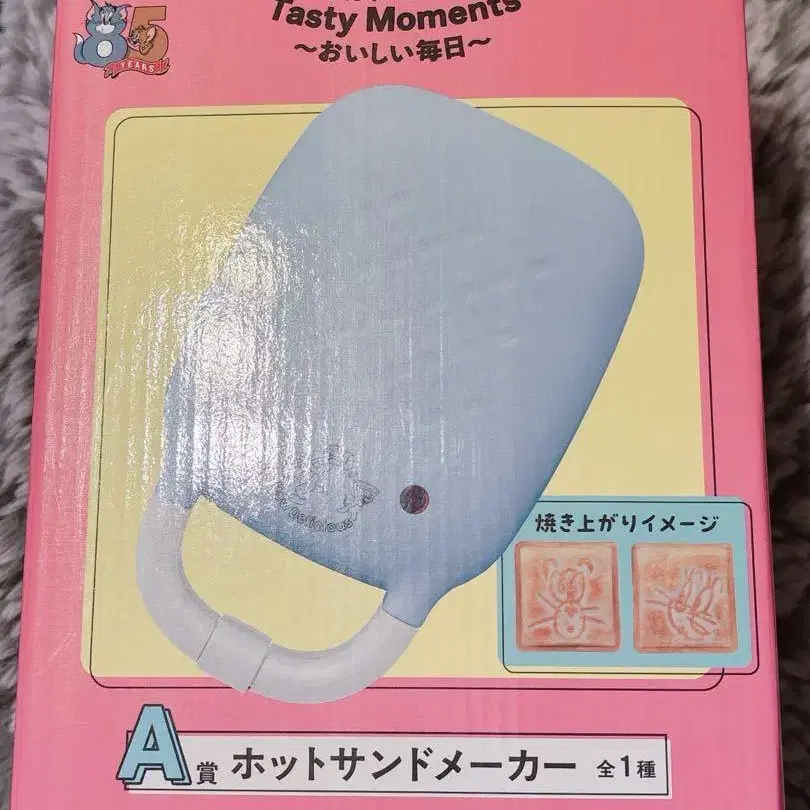 85
YEARS
Tasty Moments
〜おいしい毎日〜
delicious
焼き上がりイメージ
A賞 ホットサンドメーカー 全1種